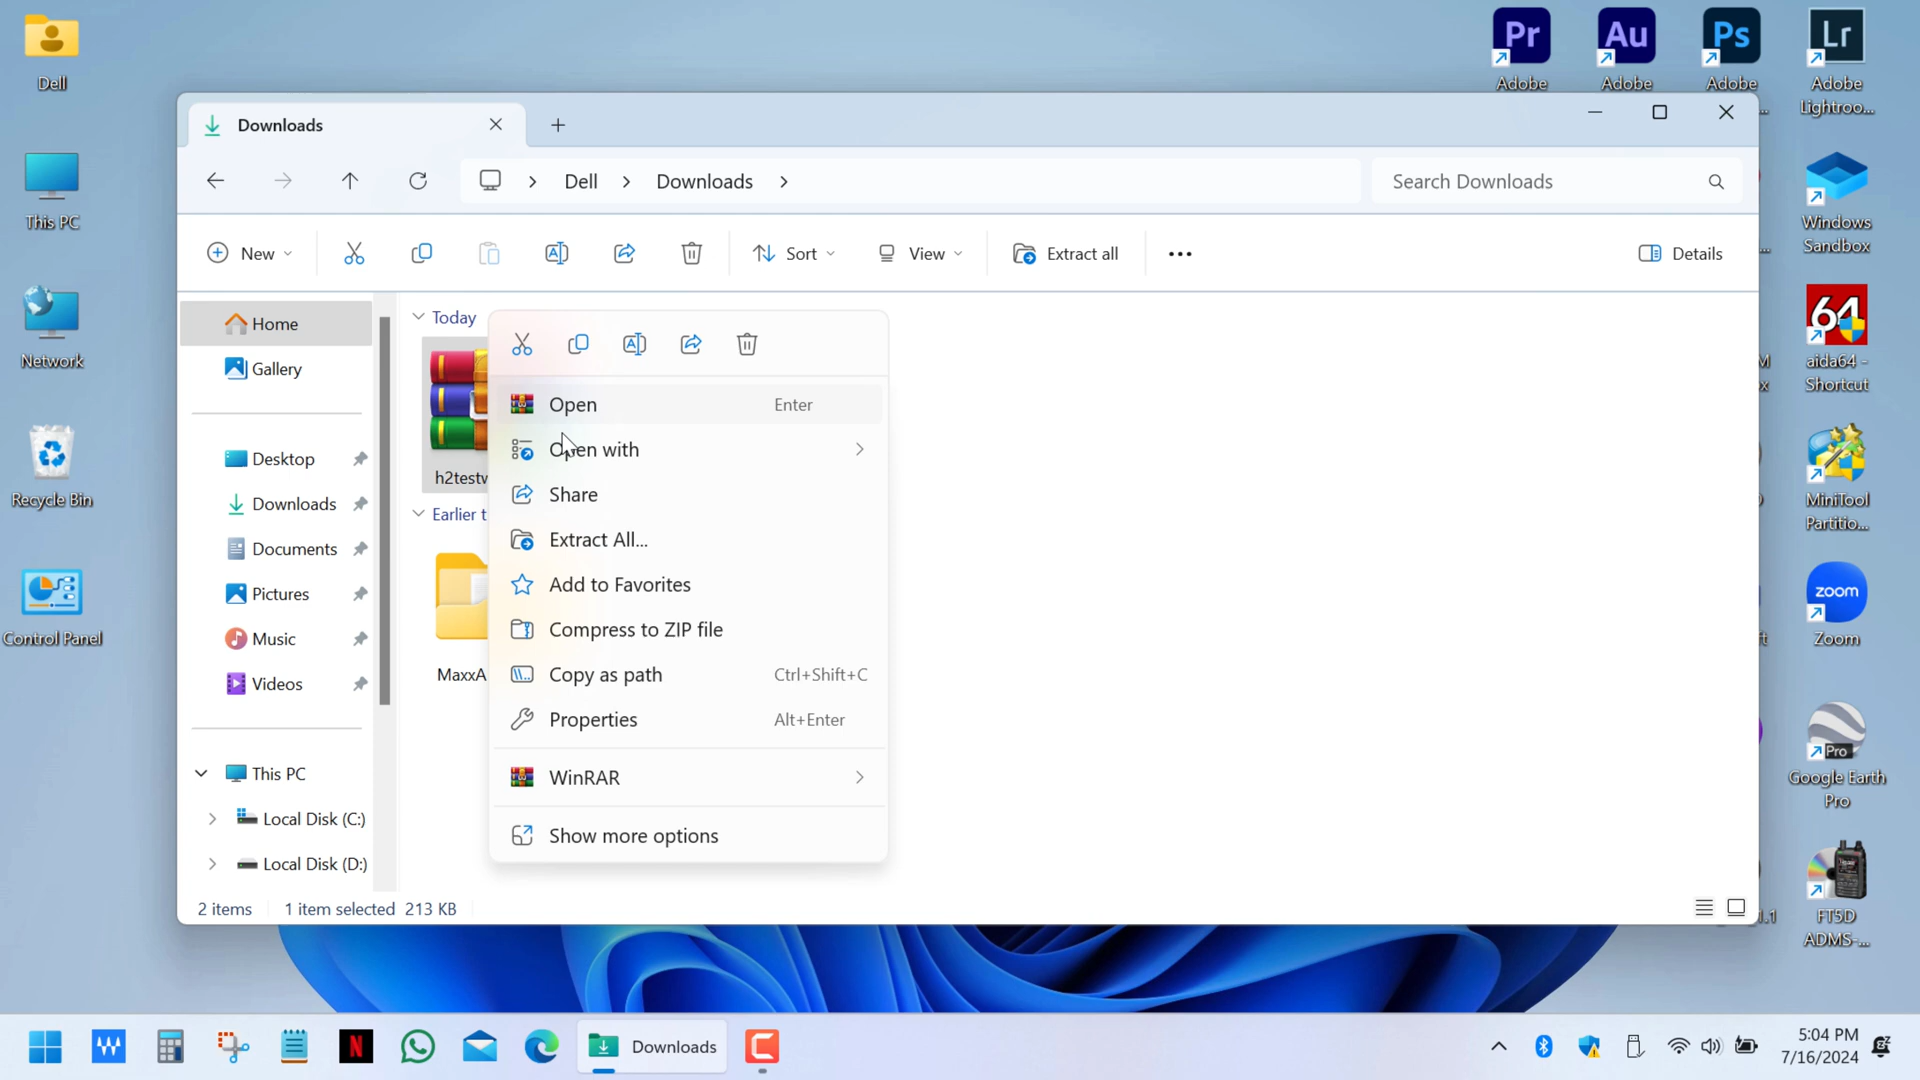 Dell
This PC
Network
Recycle Bin
Control Panel
Pr
Adobe
Au
Adobe
Ps
Adobe
Lr
Adobe
Lightroo...
Windows
Sandbox
64
aida64 -
Shortcut
MiniTool
Partitio...
zoom
Zoom
Pro
Google Earth
Pro
FT5D
ADMS-...
Downloads
Dell
Downloads
Search Downloads
New
Sort
View
Extract all
Details
Home
Gallery
Desktop
Downloads
Documents
Pictures
Music
Videos
This PC
Local Disk (C:)
Local Disk (D:)
Today
h2testw
Earlier t
MaxxA
Open Enter
Open with
Share
Extract All...
Add to Favorites
Compress to ZIP file
Copy as path Ctrl+Shift+C
Properties Alt+Enter
WinRAR
Show more options
2 items 1 item selected 213 KB
Downloads
5:04 PM
7/16/2024